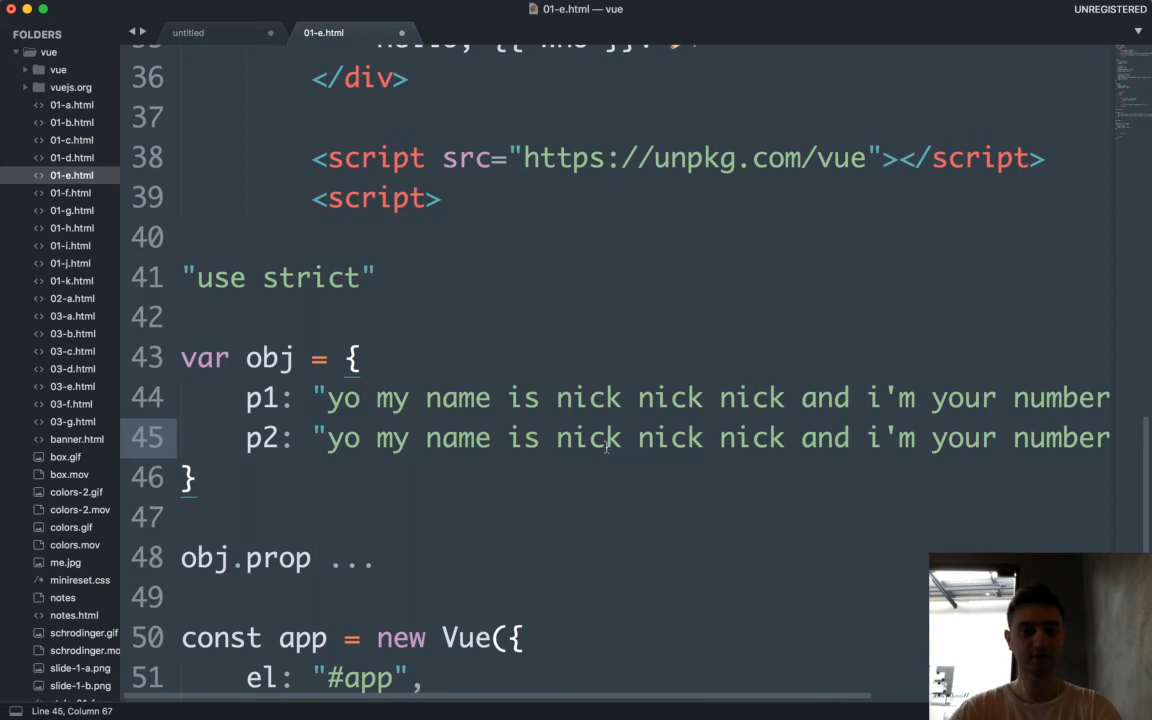 01-e.html — vue
UNREGISTERED
FOLDERS
vue
vue
vuejs.org
01-a.html
01-b.html
01-c.html
01-d.html
01-e.html
01-f.html
01-g.html
01-h.html
01-i.html
01-j.html
01-k.html
02-a.html
03-a.html
03-b.html
03-c.html
03-d.html
03-e.html
03-f.html
03-g.html
banner.html
box.gif
box.mov
colors-2.gif
colors-2.mov
colors.gif
colors.mov
me.jpg
minireset.css
notes
notes.html
schrodinger.gif
schrodinger.mo
slide-1-a.png
slide-1-b.png
untitled
01-e.html
36 </div>
37
38 <script src="https://unpkg.com/vue"></script>
39 <script>
40
41 "use strict"
42
43 var obj = {
44 p1: "yo my name is nick nick nick and i'm your number
45 p2: "yo my name is nick nick nick and i'm your number
46 }
47
48 obj.prop ...
49
50 const app = new Vue({
51 el: "#app",
Line 45, Column 67